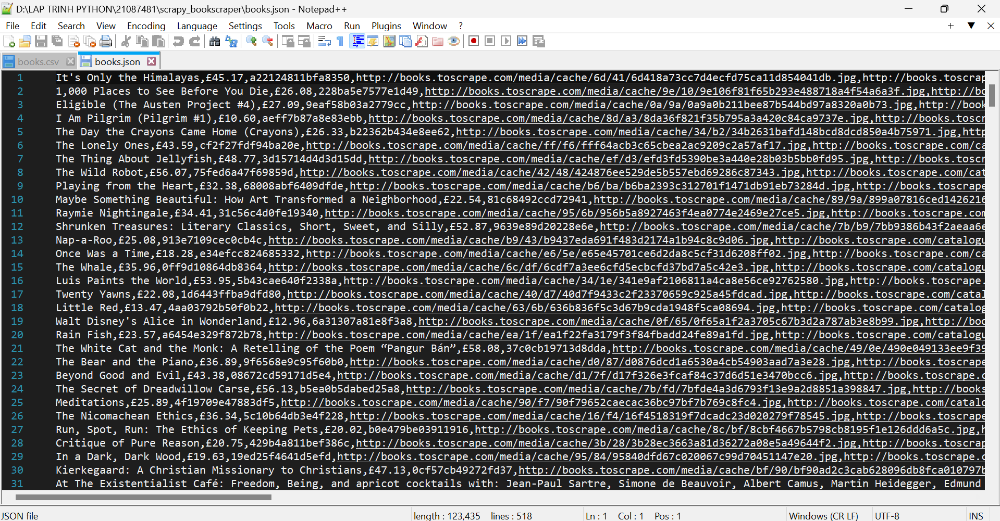 D:\LAP TRINH PYTHON\21087481\scrapy_bookscraper\books.json - Notepad++
File Edit Search View Encoding Language Settings Tools Macro Run Plugins Window ?
books.csv books.json
1 It's Only the Himalayas,£45.17,a22124811bfa8350,http://books.toscrape.com/media/cache/6d/41/6d418a73cc7d4ecfd75ca11d854041db.jpg,http://books.toscrap
2 1,000 Places to See Before You Die,£26.08,228ba5e7577e1d49,http://books.toscrape.com/media/cache/9e/10/9e106f81f65b293e488718a4f54a6a3f.jpg,http://bo
3 Eligible (The Austen Project #4),£27.09,9eaf58b03a2779cc,http://books.toscrape.com/media/cache/0a/9a/0a9a0b211bee87b544bd97a8320a0b73.jpg,http://book
4 I Am Pilgrim (Pilgrim #1),£10.60,aeff7b87a8e83ebb,http://books.toscrape.com/media/cache/8d/a3/8da36f821f35b795a3a420c84ca9737e.jpg,http://books.toscr
5 The Day the Crayons Came Home (Crayons),£26.33,b22362b434e8ee62,http://books.toscrape.com/media/cache/34/b2/34b2631bafd148bcd8dcd850a4b75971.jpg,http
6 The Lonely Ones,£43.59,cf2f27fdf94ba20e,http://books.toscrape.com/media/cache/ff/f6/fff64acb3c65cbea2ac9209c2a57af17.jpg,http://books.toscrape.com/ca
7 The Thing About Jellyfish,£48.77,3d15714d4d3d15dd,http://books.toscrape.com/media/cache/ef/d3/efd3fd5390be3a440e28b03b5bb0fd95.jpg,http://books.toscr
8 The Wild Robot,£56.07,75fed6a47f69859d,http://books.toscrape.com/media/cache/42/48/424876ee529de5b557ebd69286c87343.jpg,http://books.toscrape.com/cat
9 Playing from the Heart,£32.38,68008abf6409dfde,http://books.toscrape.com/media/cache/b6/ba/b6ba2393c312701f1471db91eb73284d.jpg,http://books.toscrape
10 Maybe Something Beautiful: How Art Transformed a Neighborhood,£22.54,81c68492ccd72941,http://books.toscrape.com/media/cache/89/9a/899a07816ced1426216
11 Raymie Nightingale,£34.41,31c56c4d0fe19340,http://books.toscrape.com/media/cache/95/6b/956b5a8927463f4ea0774e2469e27ce5.jpg,http://books.toscrape.com
12 Shrunken Treasures: Literary Classics, Short, Sweet, and Silly,£52.87,9639e89d20228e6e,http://books.toscrape.com/media/cache/7b/b9/7bb9386b43f2aeaa6e
13 Nap-a-Roo,£25.08,913e7109cec0cb4c,http://books.toscrape.com/media/cache/b9/43/b9437eda691f483d2174a1b94c8c9d06.jpg,http://books.toscrape.com/catalogu
14 Once Was a Time,£18.28,e34efcc824685332,http://books.toscrape.com/media/cache/e6/5e/e65e45701ce6d2da8c5cf31d6208ff02.jpg,http://books.toscrape.com/ca
15 The Whale,£35.96,0ff9d10864db8364,http://books.toscrape.com/media/cache/6c/df/6cdf7a3ee6cfd5ecbcfd37bd7a5c42e3.jpg,http://books.toscrape.com/catalogu
16 Luis Paints the World,£53.95,5b43cae640f2338a,http://books.toscrape.com/media/cache/34/1e/341e9af2106811a4ca8e56ce92762580.jpg,http://books.toscrape.
17 Twenty Yawns,£22.08,1d6443ffba9dfd80,http://books.toscrape.com/media/cache/40/d7/40d7f9433c2f23370659c925a45fdcad.jpg,http://books.toscrape.com/catal
18 Little Red,£13.47,4aa03792b50f0b22,http://books.toscrape.com/media/cache/63/6b/636b836f5c3d67b9cda1948f5ca08694.jpg,http://books.toscrape.com/catalog
19 Walt Disney's Alice in Wonderland,£12.96,6a31307a81e8f3a8,http://books.toscrape.com/media/cache/0f/65/0f65a1f2a3705c67b3d2a787ab3e8b99.jpg,http://boo
20 Rain Fish,£23.57,a6454e329f872b78,http://books.toscrape.com/media/cache/ea/1f/ea1f22fa3179f3f84fbadd24fe89a1fd.jpg,http://books.toscrape.com/catalogu
21 The White Cat and the Monk: A Retelling of the Poem “Pangur Bán”,£58.08,37c0cb19713d8dda,http://books.toscrape.com/media/cache/49/0e/490e049133ee9f39
22 The Bear and the Piano,£36.89,9f6568e9c95f60b0,http://books.toscrape.com/media/cache/d0/87/d0876dcd1a6530a4cb54903aad7a3e28.jpg,http://books.toscrape
23 Beyond Good and Evil,£43.38,08672cd59171d5e4,http://books.toscrape.com/media/cache/d1/7f/d17f326e3fcaf84c37d6d51e3470bcc6.jpg,http://books.toscrape.c
24 The Secret of Dreadwillow Carse,£56.13,b5ea0b5dabed25a8,http://books.toscrape.com/media/cache/7b/fd/7bfde4a3d6793f13e9a2d8851a398847.jpg,http://books
25 Meditations,£25.89,4f19709e47883df5,http://books.toscrape.com/media/cache/90/f7/90f79652caecac36bc97bf7b769c8fc4.jpg,http://books.toscrape.com/catalo
26 The Nicomachean Ethics,£36.34,5c10b64db3e4f228,http://books.toscrape.com/media/cache/16/f4/16f4518319f7dcadc23d020279f78545.jpg,http://books.toscrape
27 Run, Spot, Run: The Ethics of Keeping Pets,£20.02,b0e479be03911916,http://books.toscrape.com/media/cache/8c/bf/8cbf4667b5798cb8195f1e126ddd6a5c.jpg,h
28 Critique of Pure Reason,£20.75,429b4a811bef386c,http://books.toscrape.com/media/cache/3b/28/3b28ec3663a81d36272a08e5a49644f2.jpg,http://books.toscrap
29 In a Dark, Dark Wood,£19.63,19ed25f4641d5efd,http://books.toscrape.com/media/cache/95/84/95840dfd67c020067c99d70451147e20.jpg,http://books.toscrape.c
30 Kierkegaard: A Christian Missionary to Christians,£47.13,0cf57cb49272fd37,http://books.toscrape.com/media/cache/bf/90/bf90ad2c3cab628096db8fca010797b
31 At The Existentialist Café: Freedom, Being, and apricot cocktails with: Jean-Paul Sartre, Simone de Beauvoir, Albert Camus, Martin Heidegger, Edmund
JSON file length : 123,435 lines : 518 Ln : 1 Col : 1 Pos : 1 Windows (CR LF) UTF-8 INS